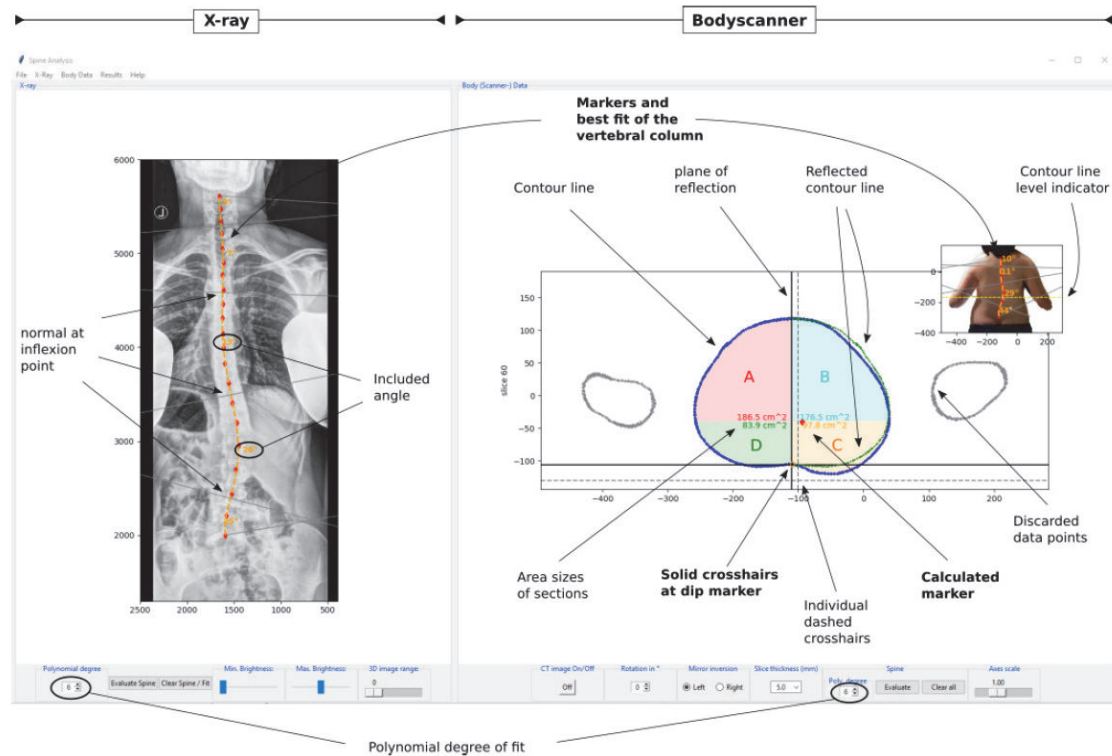 X-ray
Bodyscanner
Spine Analysis
File X-Ray Body Data Results Help
X-ray
Body (Scanner-) Data
Markers and
best fit of the
vertebral column
Contour line
plane of
reflection
Reflected
contour line
Contour line
level indicator
normal at
inflexion
point
Included
angle
6000
5000
4000
3000
2000
2500 2000 1500 1000 500
slice 60
150
100
50
0
−50
−100
−400 −300 −200 −100 0 100 200
A
B
D
C
186.5 cm^2
176.5 cm^2
83.9 cm^2
0
−200
−400
−400 −200 0 200
10°
11°
29°
Area sizes
of sections
Solid crosshairs
at dip marker
Individual
dashed
crosshairs
Calculated
marker
Discarded
data points
Polynomial degree
6
Evaluate Spine
Clear Spine / Fit
Min. Brightness:
Max. Brightness:
3D image range
0
CT image On/Off
Off
Rotation in °
0
Mirror inversion
Left
Right
Slice thickness (mm)
5.0
Spine
Poly. degree
6
Evaluate
Clear all
Axes scale
1.00
Polynomial degree of fit